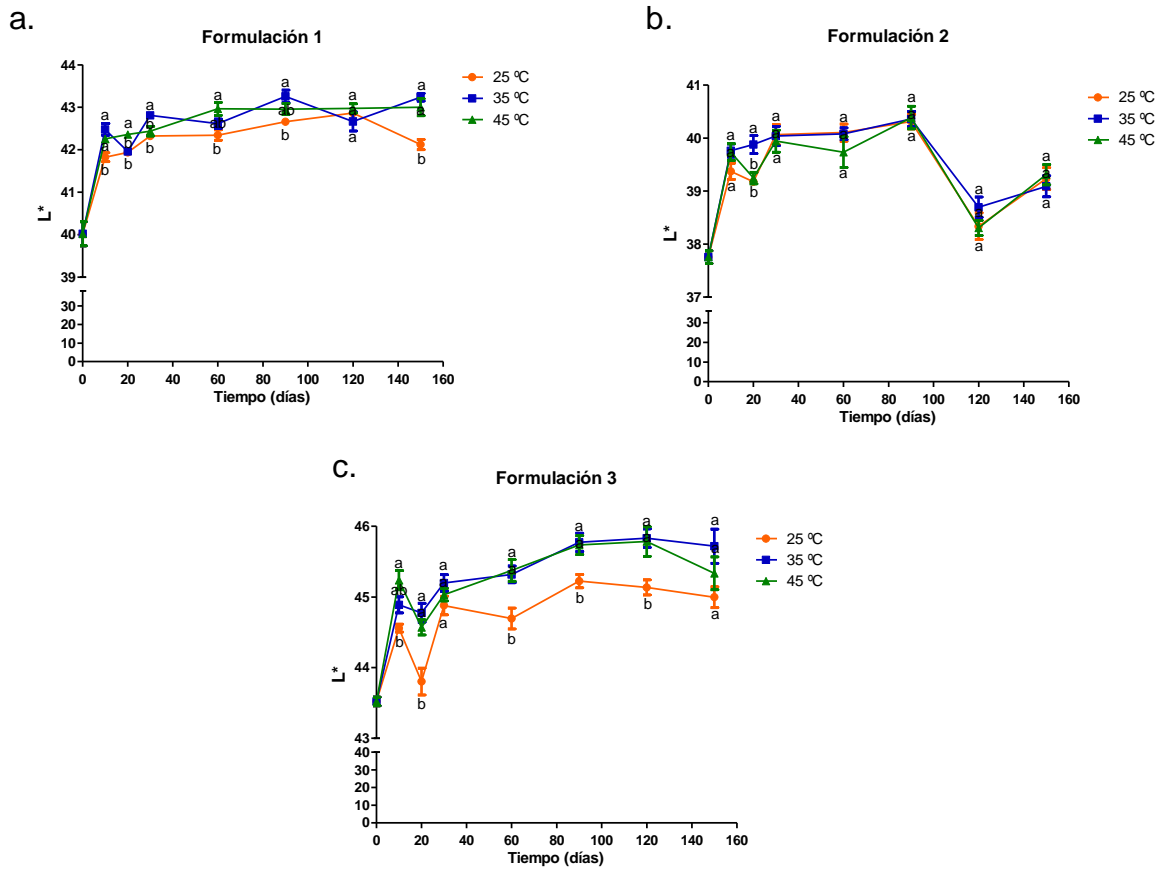 a.
Formulación 1
44
43
42
41
40
39
30
20
10
0
L*
0 20 40 60 80 100 120 140 160
Tiempo (días)
25 ºC
35 ºC
45 ºC
a a a a a a a
a b b ab ab a a
b b b b b b
b.
Formulación 2
41
40
39
38
37
30
20
10
0
L*
0 20 40 60 80 100 120 140 160
Tiempo (días)
25 ºC
35 ºC
45 ºC
a a a a a a a
a b a a a a a
a b a a a a a
c.
Formulación 3
46
45
44
43
40
30
20
10
0
L*
0 20 40 60 80 100 120 140 160
Tiempo (días)
25 ºC
35 ºC
45 ºC
a a a a a a a
ab a a a a a a
b b a b b b a